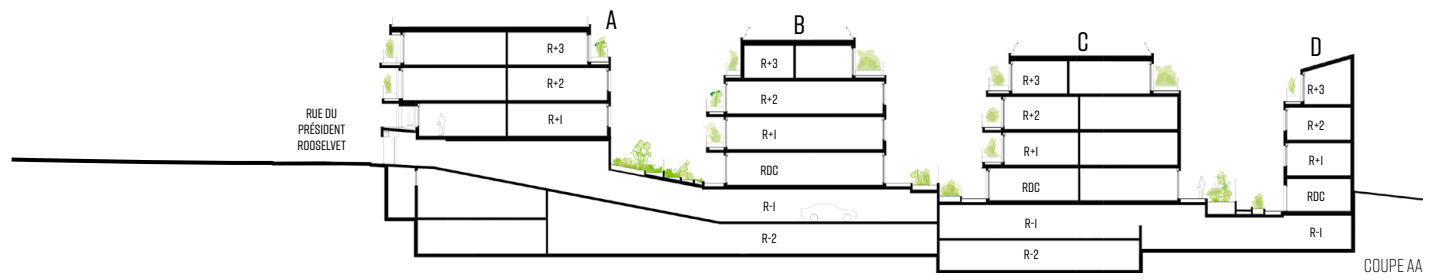 A
R+3
R+2
R+1
RUE DU
PRÉSIDENT
ROOSELVET
B
R+3
R+2
R+1
RDC
R-1
R-2
C
R+3
R+2
R+1
RDC
R-1
R-2
D
R+3
R+2
R+1
RDC
R-1
COUPE AA